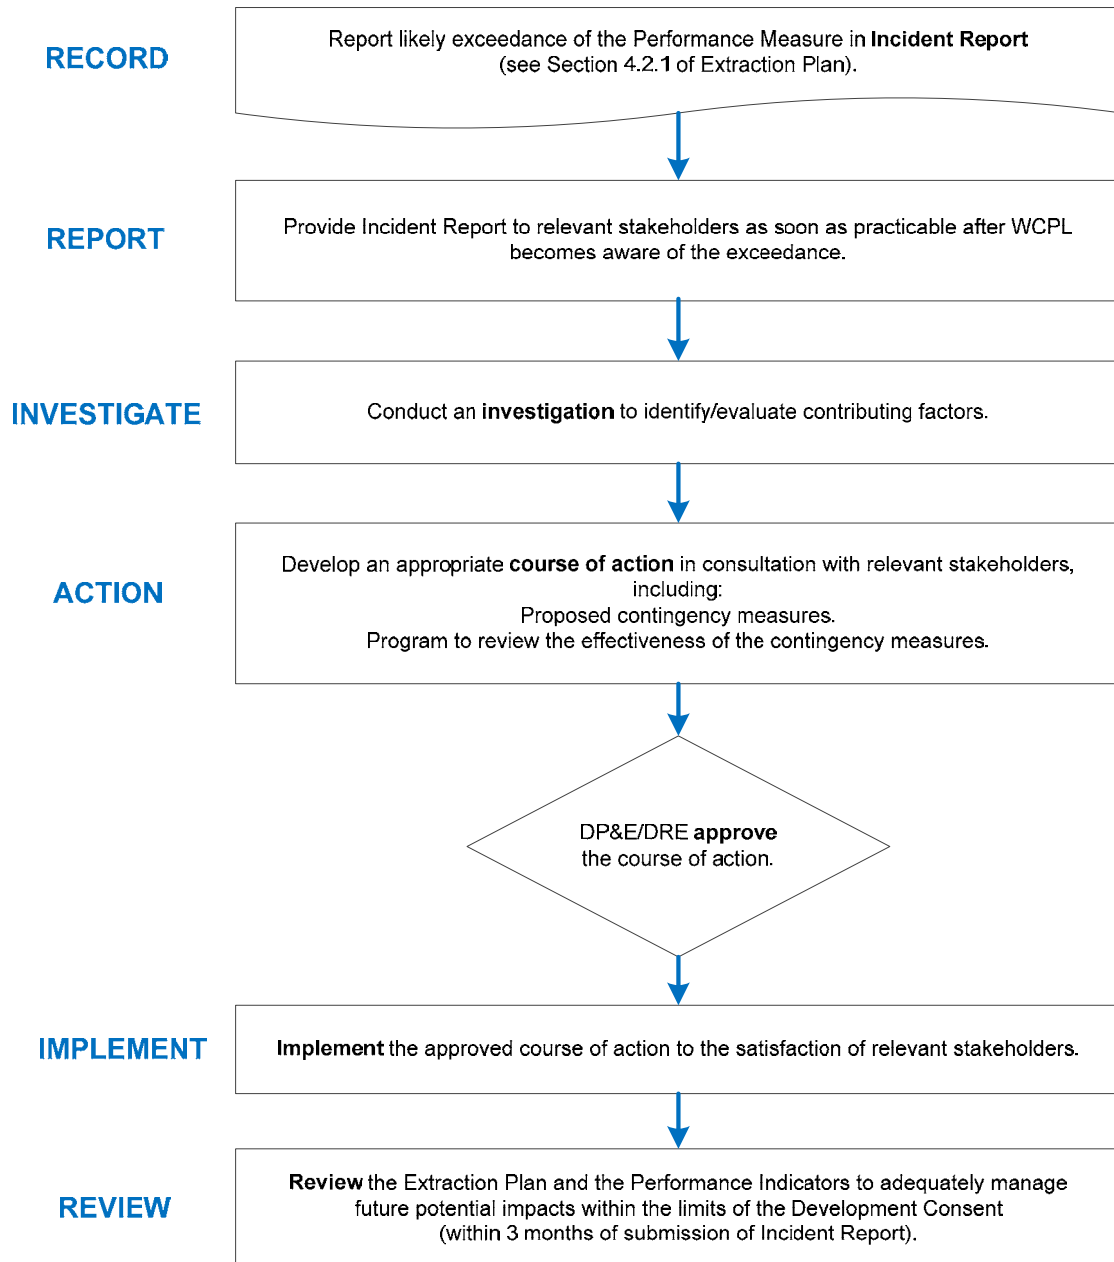 RECORD
Report likely exceedance of the Performance Measure in Incident Report
(see Section 4.2.1 of Extraction Plan).
REPORT
Provide Incident Report to relevant stakeholders as soon as practicable after WCPL
becomes aware of the exceedance.
INVESTIGATE
Conduct an investigation to identify/evaluate contributing factors.
ACTION
Develop an appropriate course of action in consultation with relevant stakeholders,
including:
Proposed contingency measures.
Program to review the effectiveness of the contingency measures.
DP&E/DRE approve
the course of action.
IMPLEMENT
Implement the approved course of action to the satisfaction of relevant stakeholders.
REVIEW
Review the Extraction Plan and the Performance Indicators to adequately manage
future potential impacts within the limits of the Development Consent
(within 3 months of submission of Incident Report).